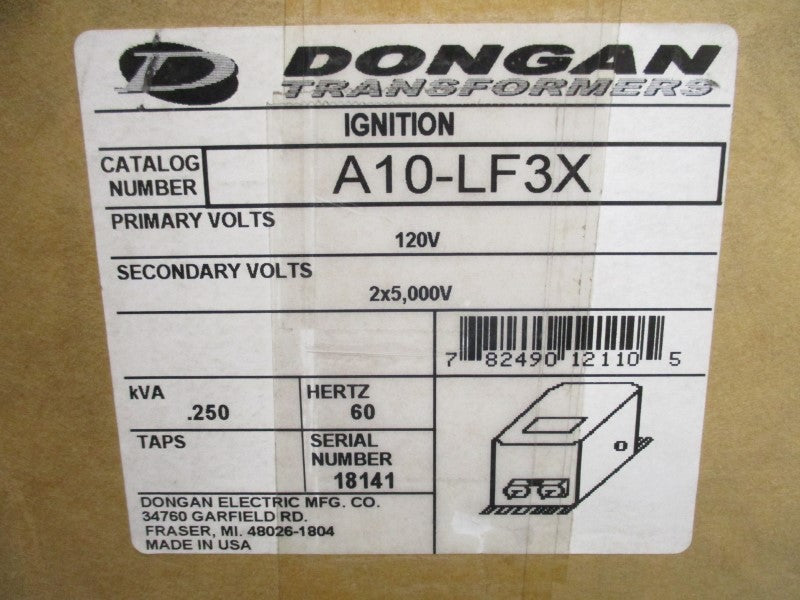 D DONGAN
TRANSFORMERS
IGNITION
CATALOG NUMBER A10-LF3X
PRIMARY VOLTS
120V
SECONDARY VOLTS
2x5,000V
7 82490 12110 5
kVA
.250
HERTZ
60
TAPS
SERIAL
NUMBER
18141
DONGAN ELECTRIC MFG. CO.
34760 GARFIELD RD.
FRASER, MI. 48026-1804
MADE IN USA